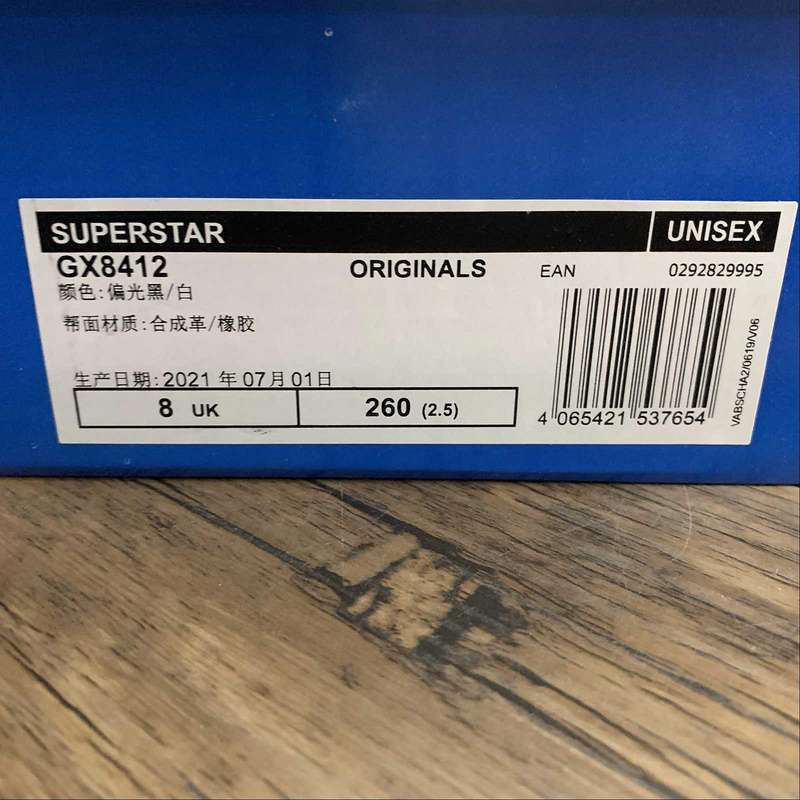 SUPERSTAR UNISEX
GX8412 ORIGINALS EAN 0292829995
颜色:偏光黑/白
帮面材质:合成革/橡胶
生产日期:2021 年 07月 01日
8 UK 260 (2.5)
4 065421 537654
VABSCHA2/0619/V06